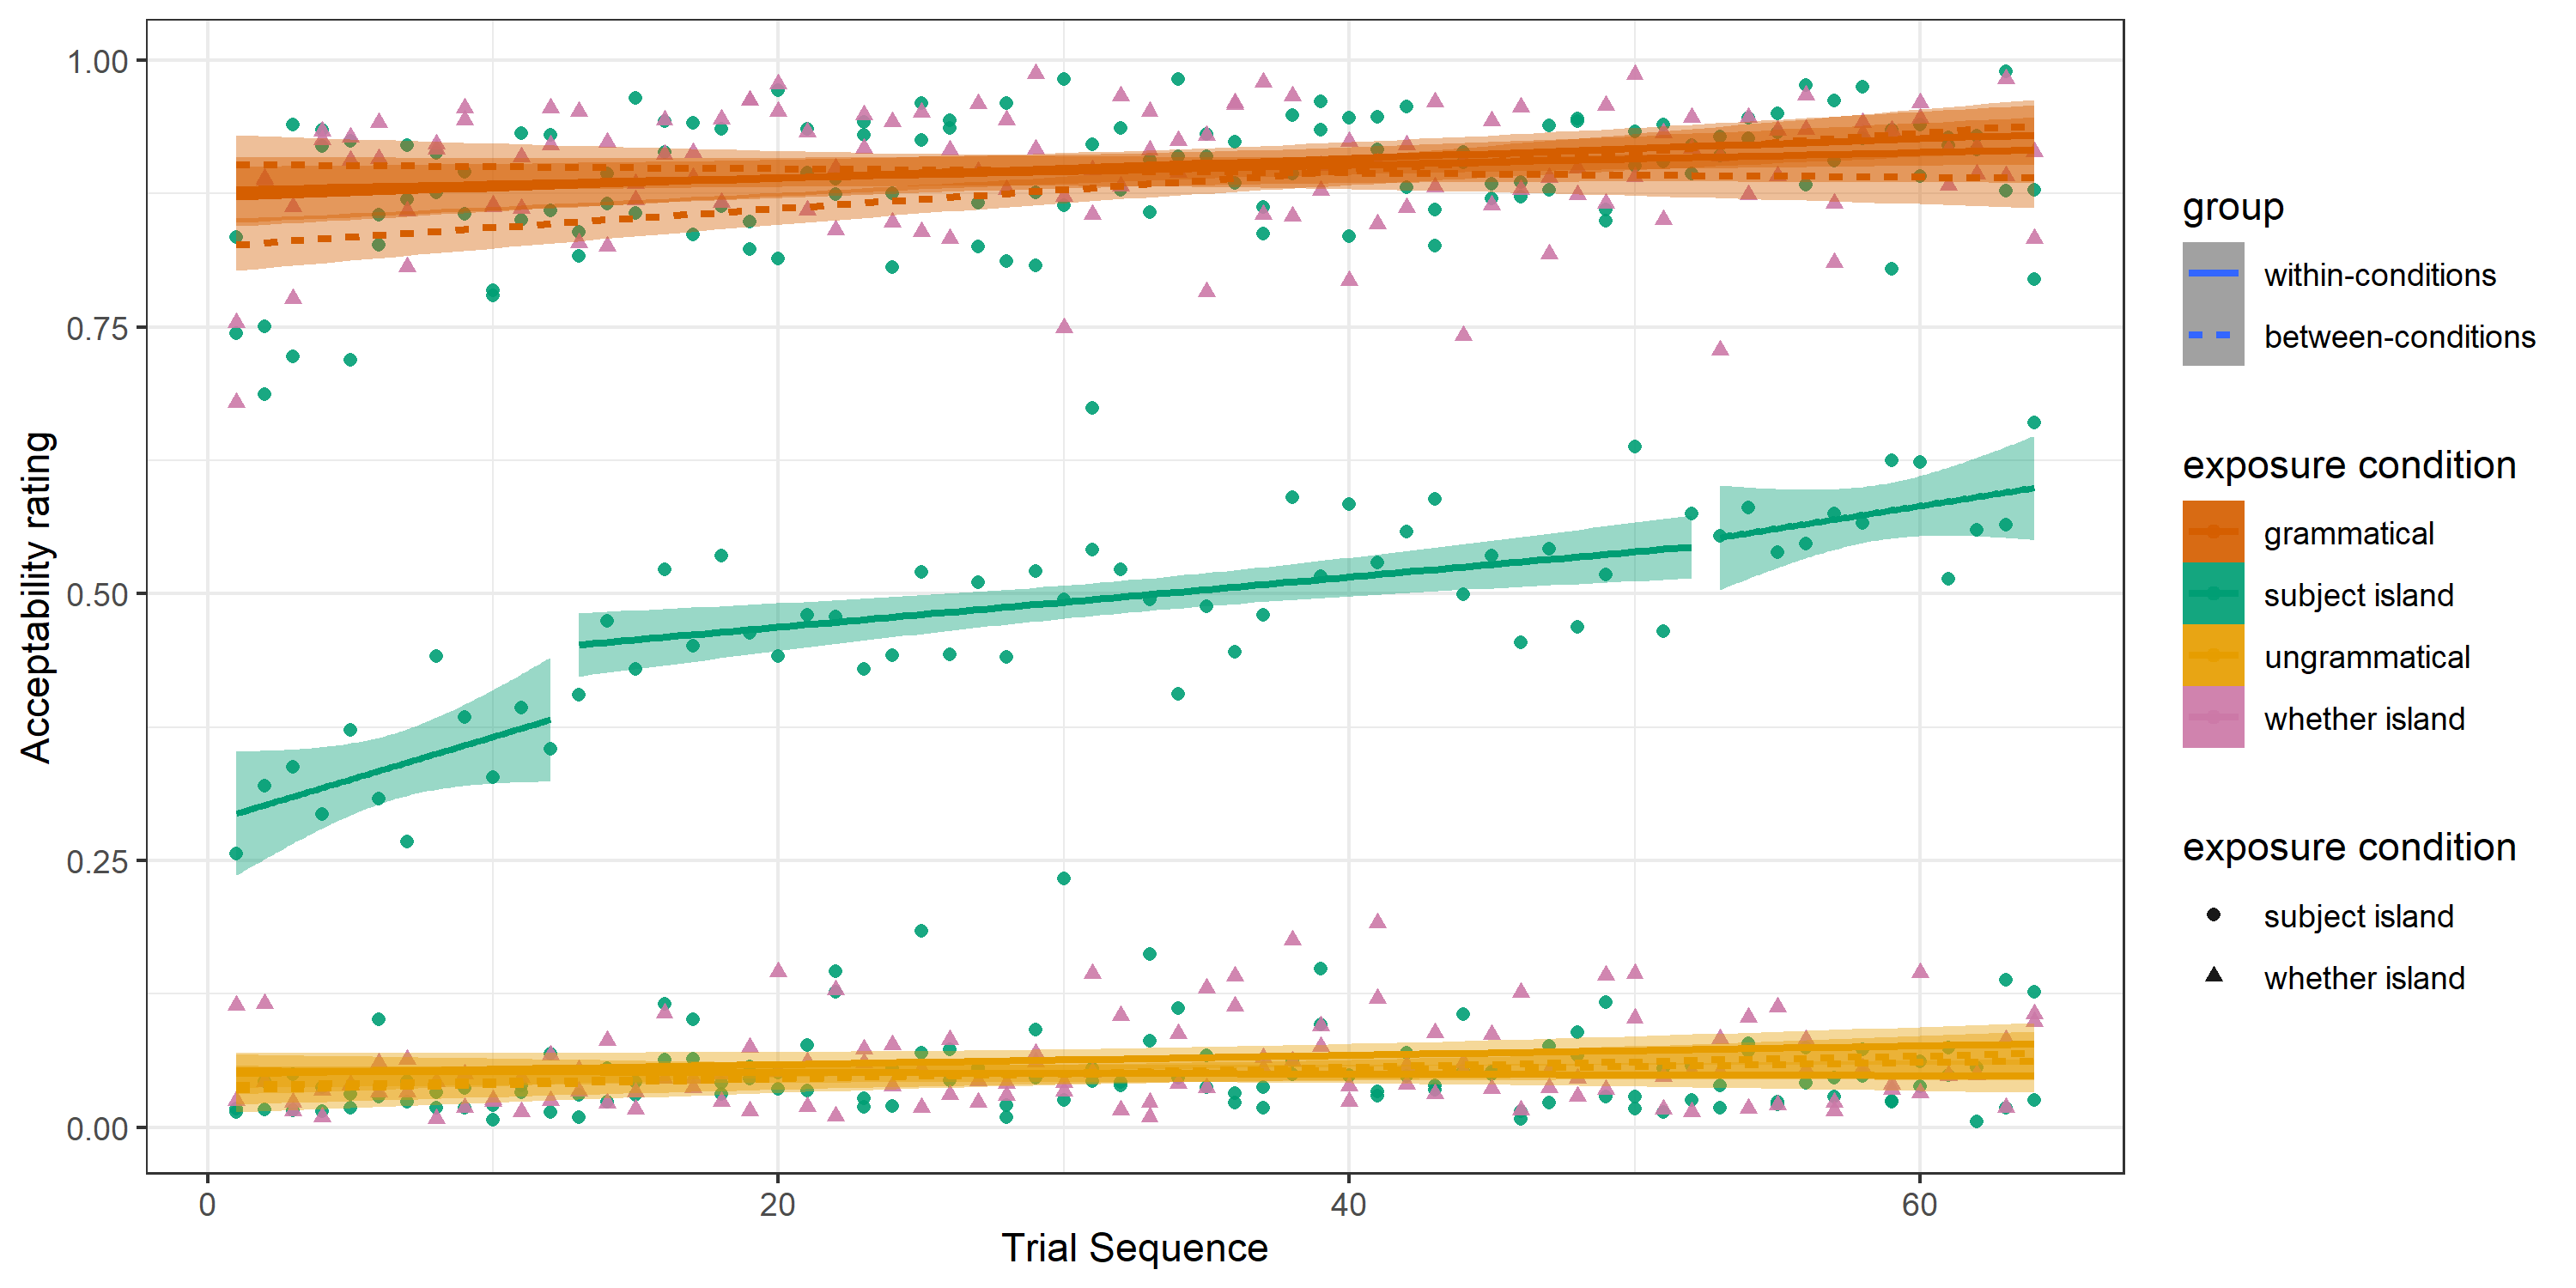 1.00
0.75
0.50
0.25
0.00
Acceptability rating
0
20
40
60
Trial Sequence
group
within-conditions
between-conditions
exposure condition
grammatical
subject island
ungrammatical
whether island
exposure condition
subject island
whether island